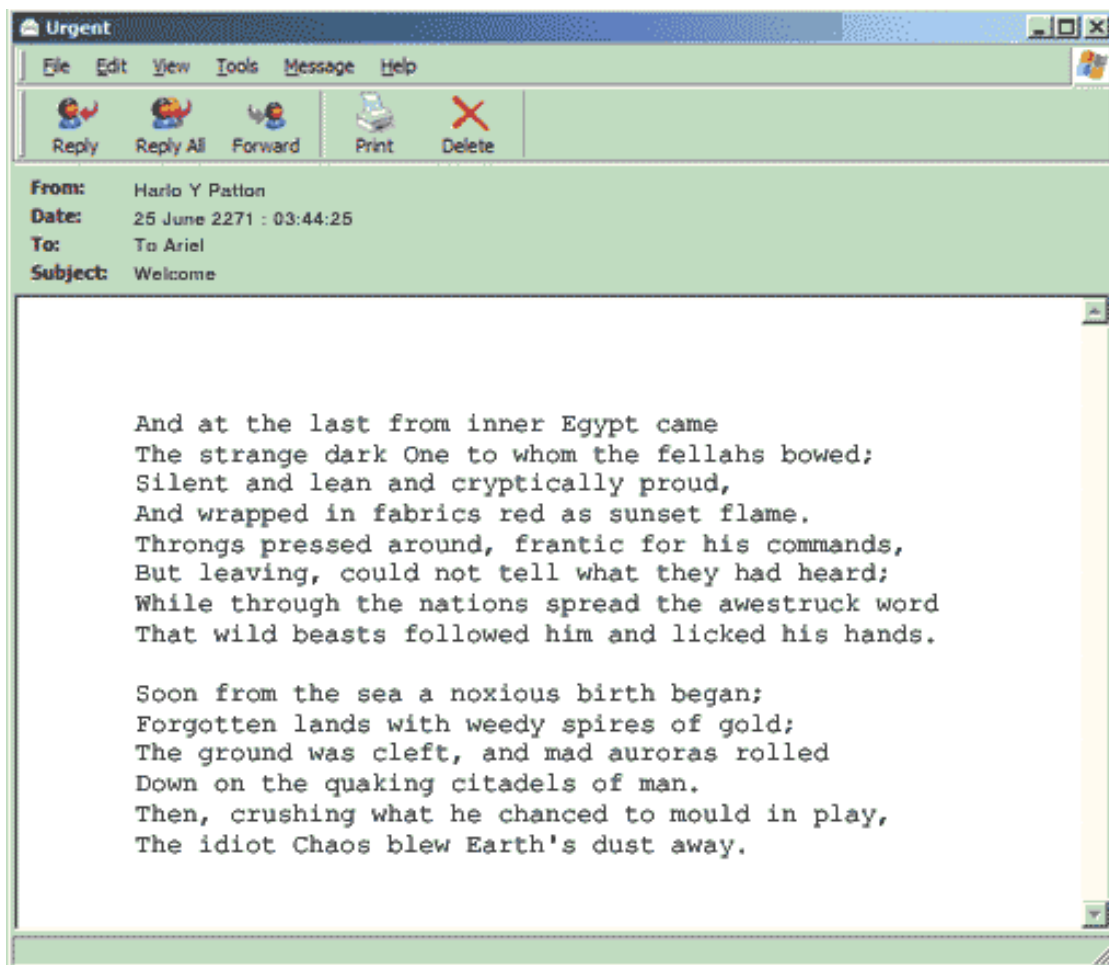 Urgent
File Edit View Tools Message Help
Reply Reply All Forward Print Delete
From: Harlo Y Patton
Date: 25 June 2271 : 03:44:25
To: To Ariel
Subject: Welcome
And at the last from inner Egypt came
The strange dark One to whom the fellahs bowed;
Silent and lean and cryptically proud,
And wrapped in fabrics red as sunset flame.
Throngs pressed around, frantic for his commands,
But leaving, could not tell what they had heard;
While through the nations spread the awestruck word
That wild beasts followed him and licked his hands.
Soon from the sea a noxious birth began;
Forgotten lands with weedy spires of gold;
The ground was cleft, and mad auroras rolled
Down on the quaking citadels of man.
Then, crushing what he chanced to mould in play,
The idiot Chaos blew Earth's dust away.